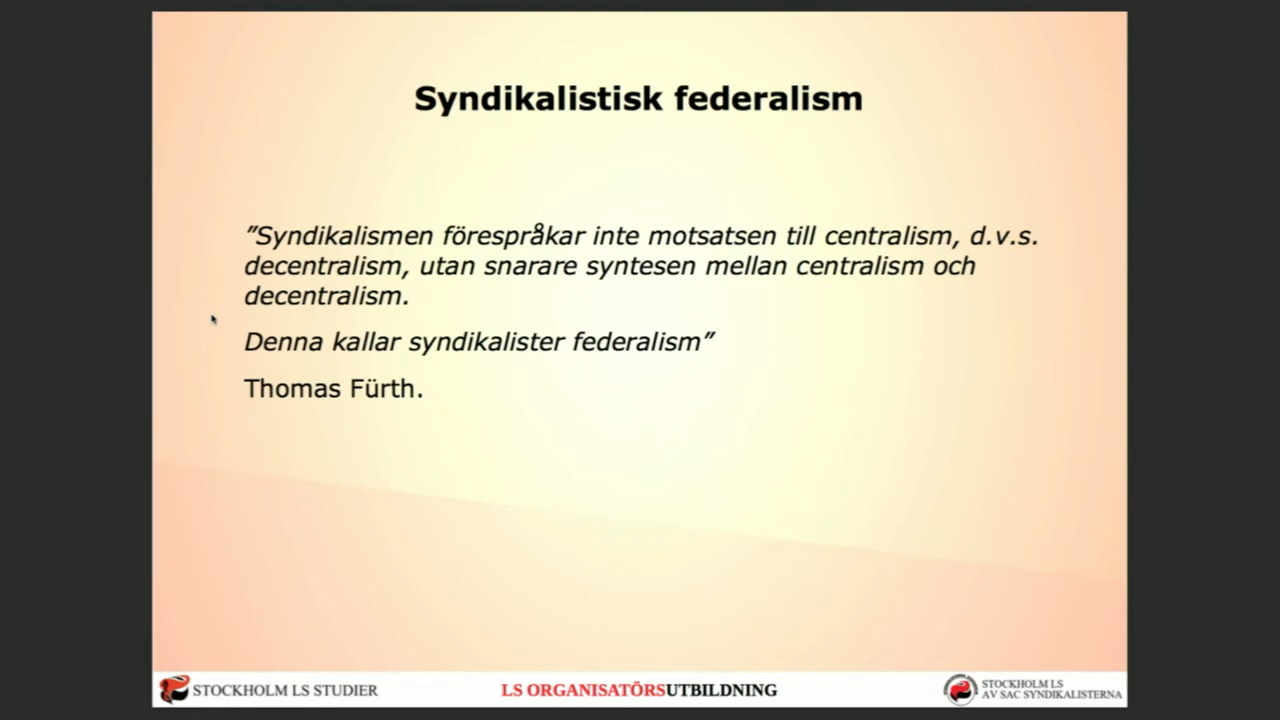 Syndikalistisk federalism
”Syndikalismen förespråkar inte motsatsen till centralism, d.v.s.
decentralism, utan snarare syntesen mellan centralism och
decentralism.
Denna kallar syndikalister federalism”
Thomas Fürth.
STOCKHOLM LS STUDIER
LS ORGANISATÖRSUTBILDNING
STOCKHOLM LS
AV SAC SYNDIKALISTERNA